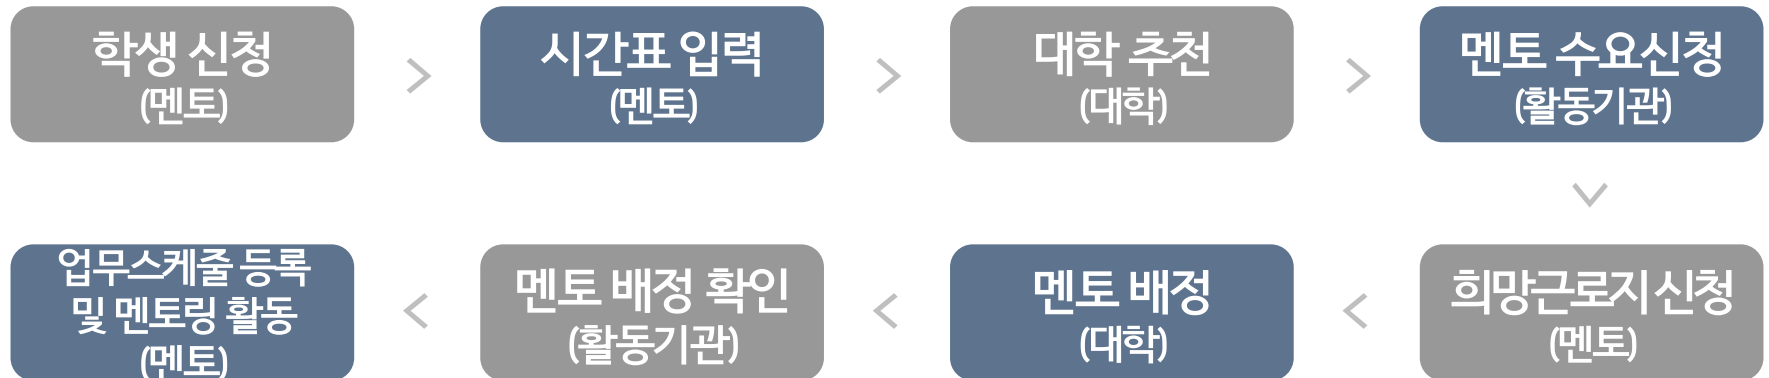 학생 신청
(멘토)
시간표 입력
(멘토)
대학 추천
(대학)
멘토 수요신청
(활동기관)
희망근로지 신청
(멘토)
멘토 배정
(대학)
멘토 배정 확인
(활동기관)
업무스케줄 등록
및 멘토링 활동
(멘토)